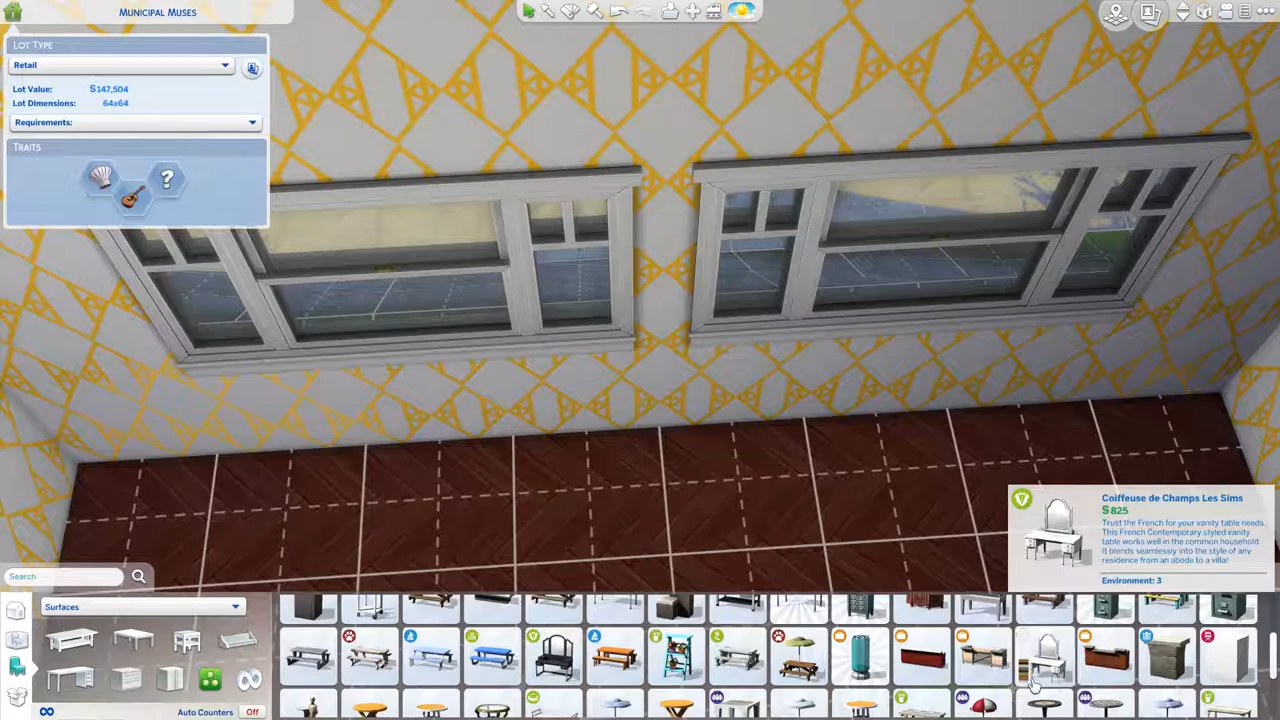 MUNICIPAL MUSES
LOT TYPE
Retail
Lot Value: §147,504
Lot Dimensions: 64x64
Requirements:
TRAITS
?
Coiffeuse de Champs Les Sims
§825
Trust the French for your vanity table needs.
This French Contemporary styled vanity
table works well in the common household.
It blends seamlessly into the style of any
residence from an abode to a villa!
Environment: 3
Search
Surfaces
Auto Counters Off